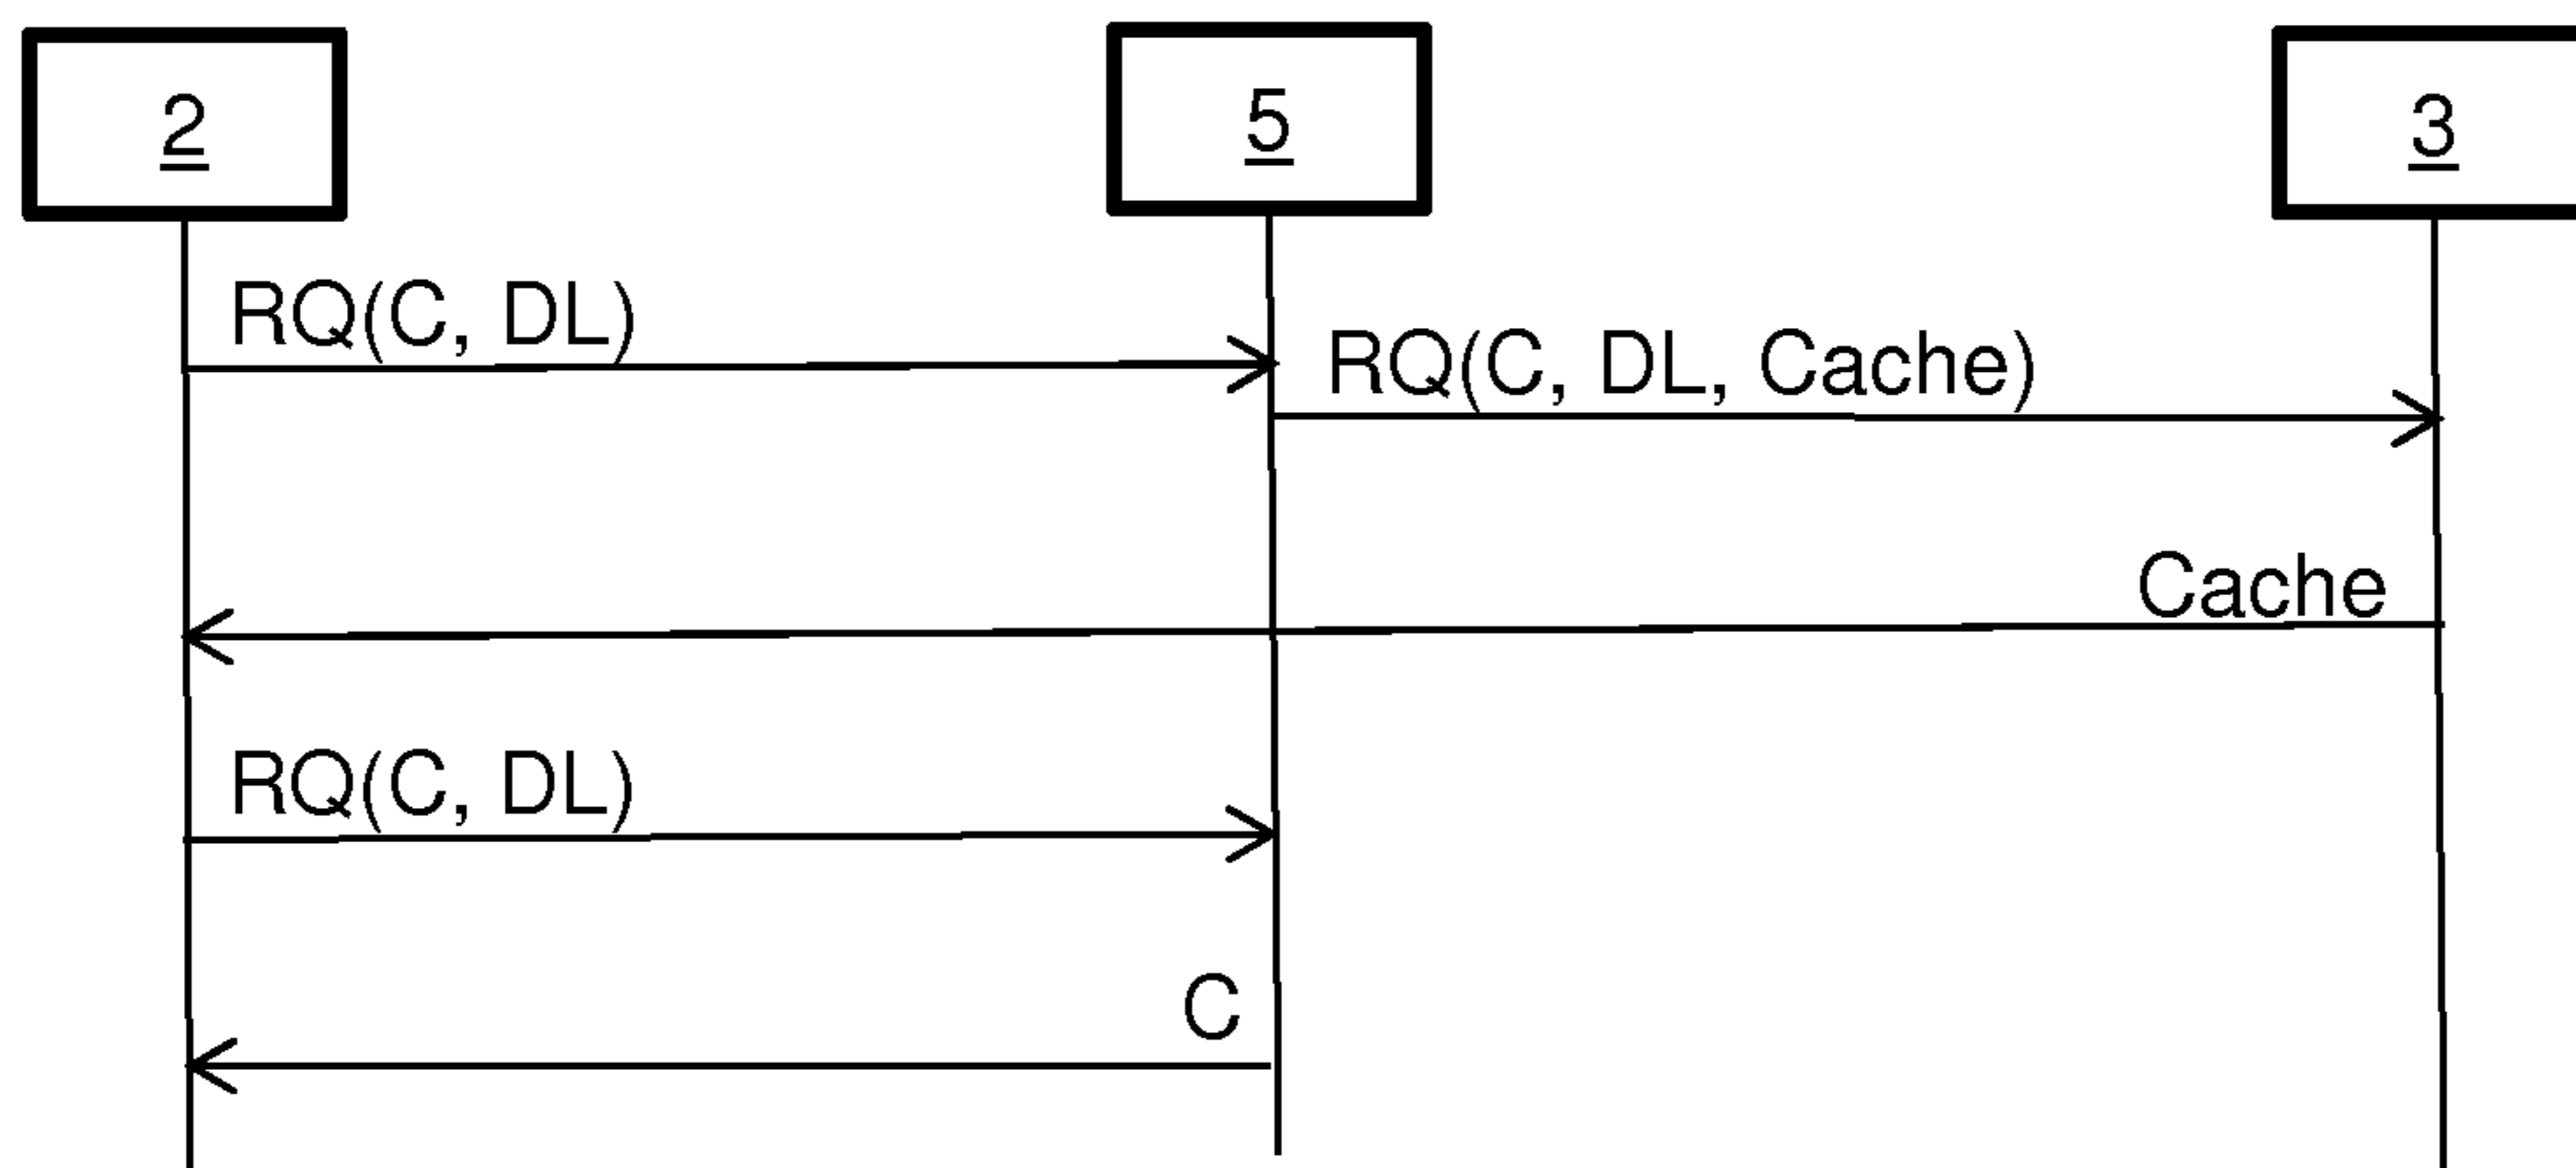 2
5
3
RQ(C, DL)
RQ(C, DL, Cache)
Cache
RQ(C, DL)
C